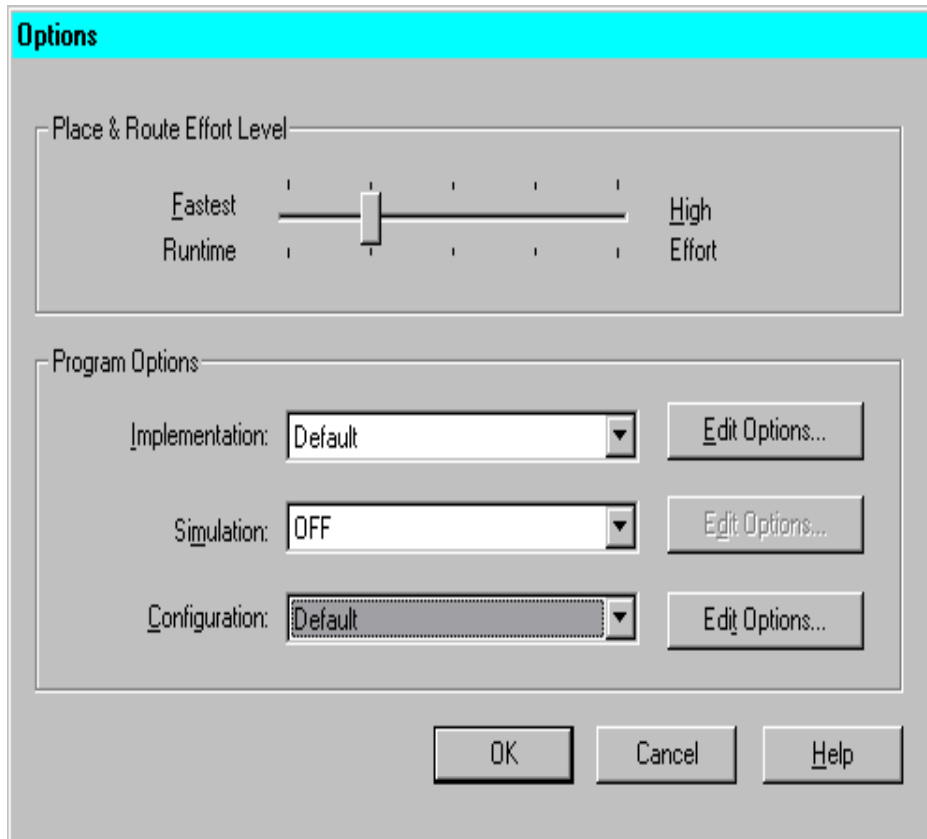 Options
Place & Route Effort Level
Fastest
Runtime
High
Effort
Program Options
Implementation: Default Edit Options...
Simulation: OFF Edit Options...
Configuration: Default Edit Options...
OK Cancel Help